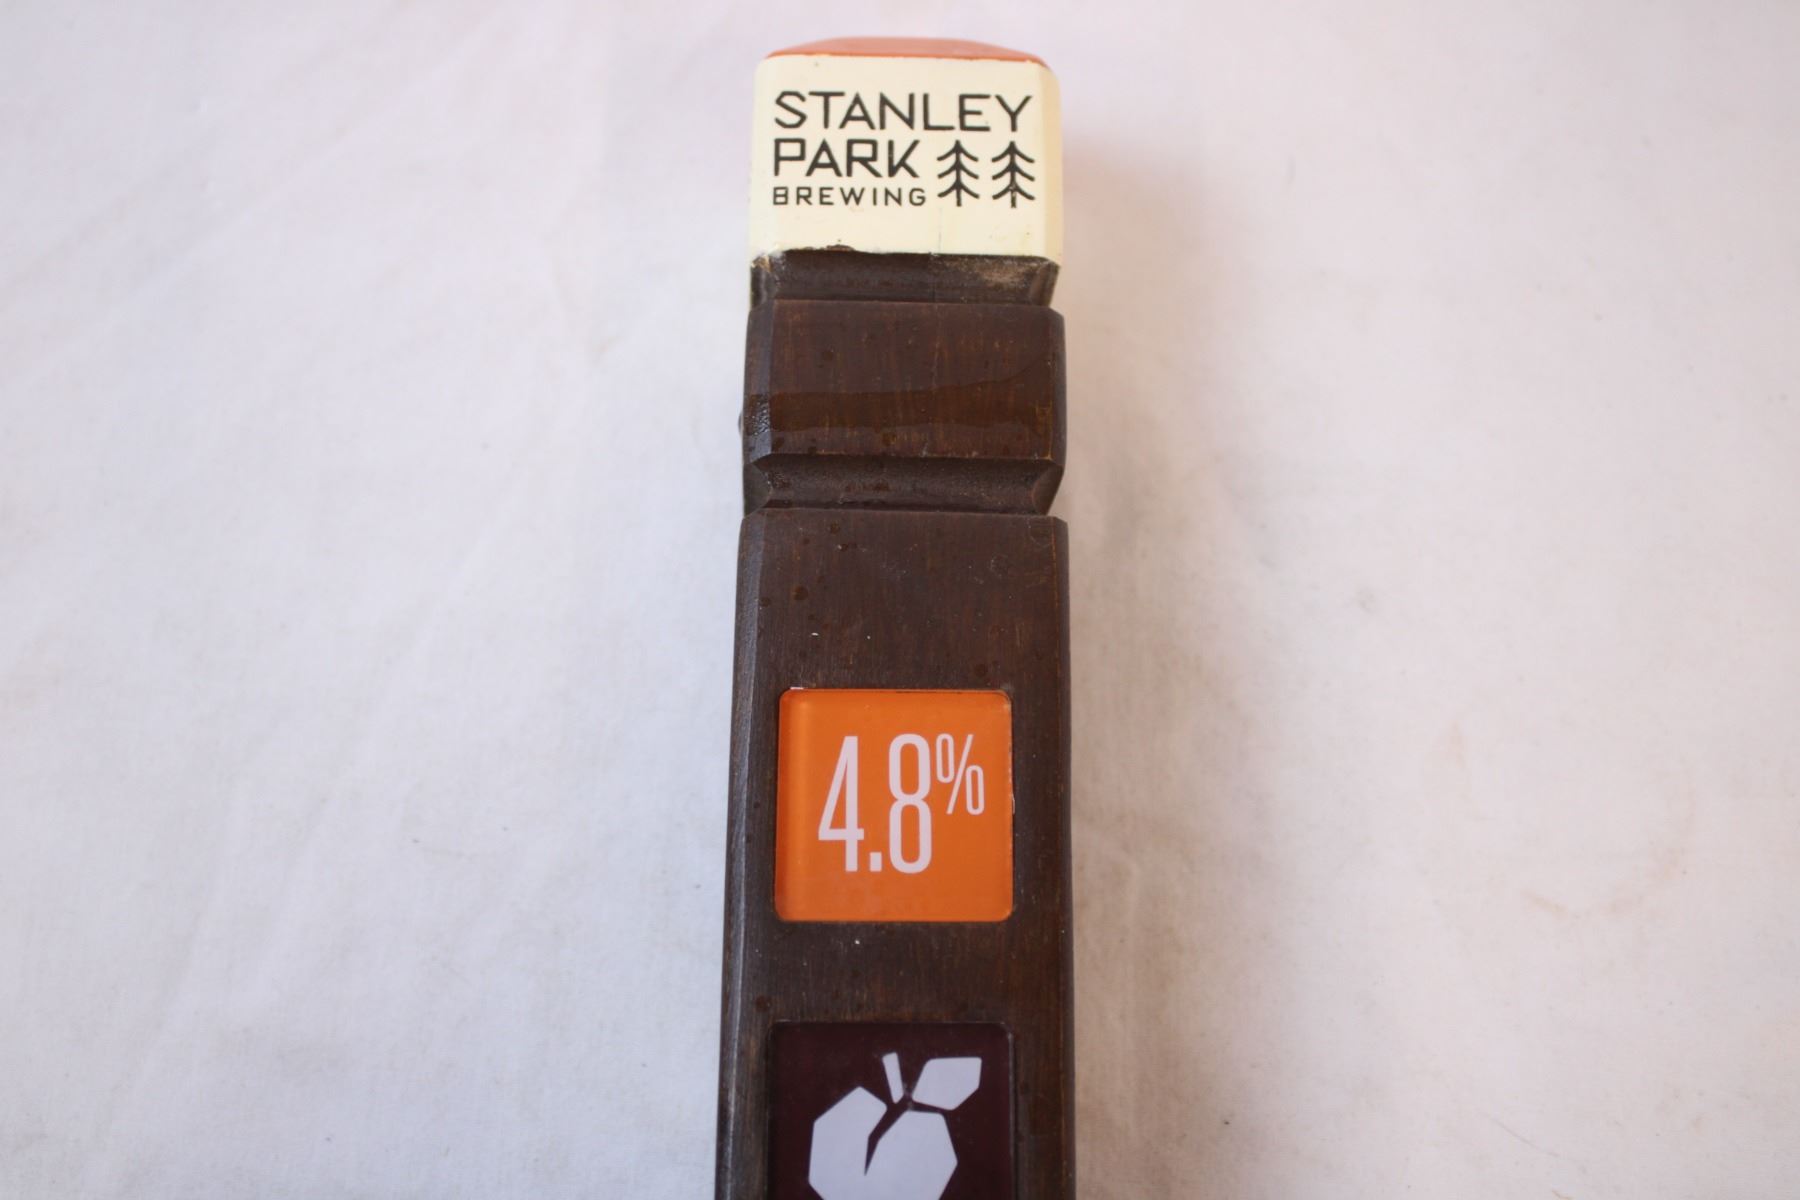 STANLEY
PARK
BREWING
4.8%